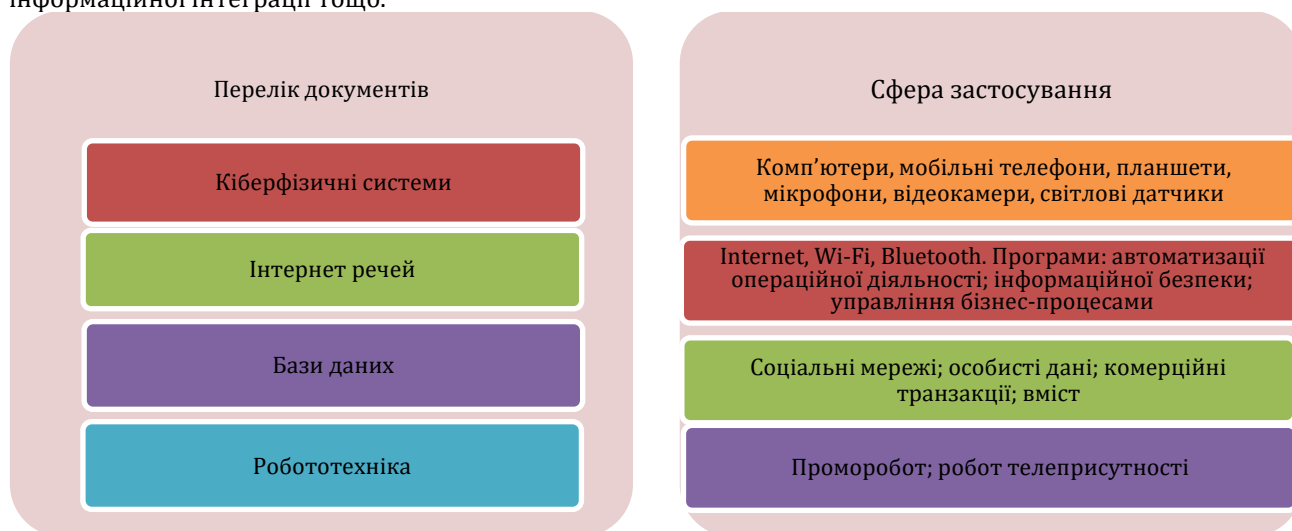 інформаційної інтеграції тощо.
Перелік документів
Кіберфізичні системи
Інтернет речей
Бази даних
Робототехніка
Сфера застосування
Комп’ютери, мобільні телефони, планшети,
мікрофони, відеокамери, світлові датчики
Internet, Wi-Fi, Bluetooth. Програми: автоматизації
операційної діяльності; інформаційної безпеки;
управління бізнес-процесами
Соціальні мережі; особисті дані; комерційні
транзакції; вміст
Проморобот; робот телеприсутності